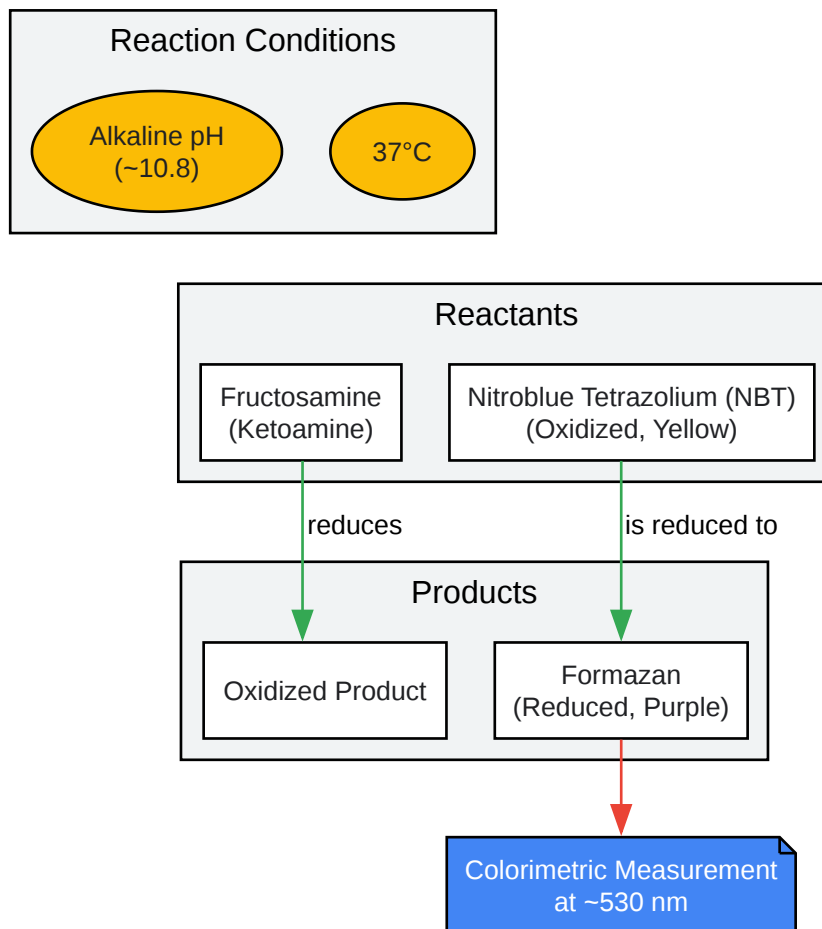 Reaction Conditions
Alkaline pH
(~10.8)
37°C
Reactants
Fructosamine
(Ketoamine)
Nitroblue Tetrazolium (NBT)
(Oxidized, Yellow)
reduces
is reduced to
Products
Oxidized Product
Formazan
(Reduced, Purple)
Colorimetric Measurement
at ~530 nm